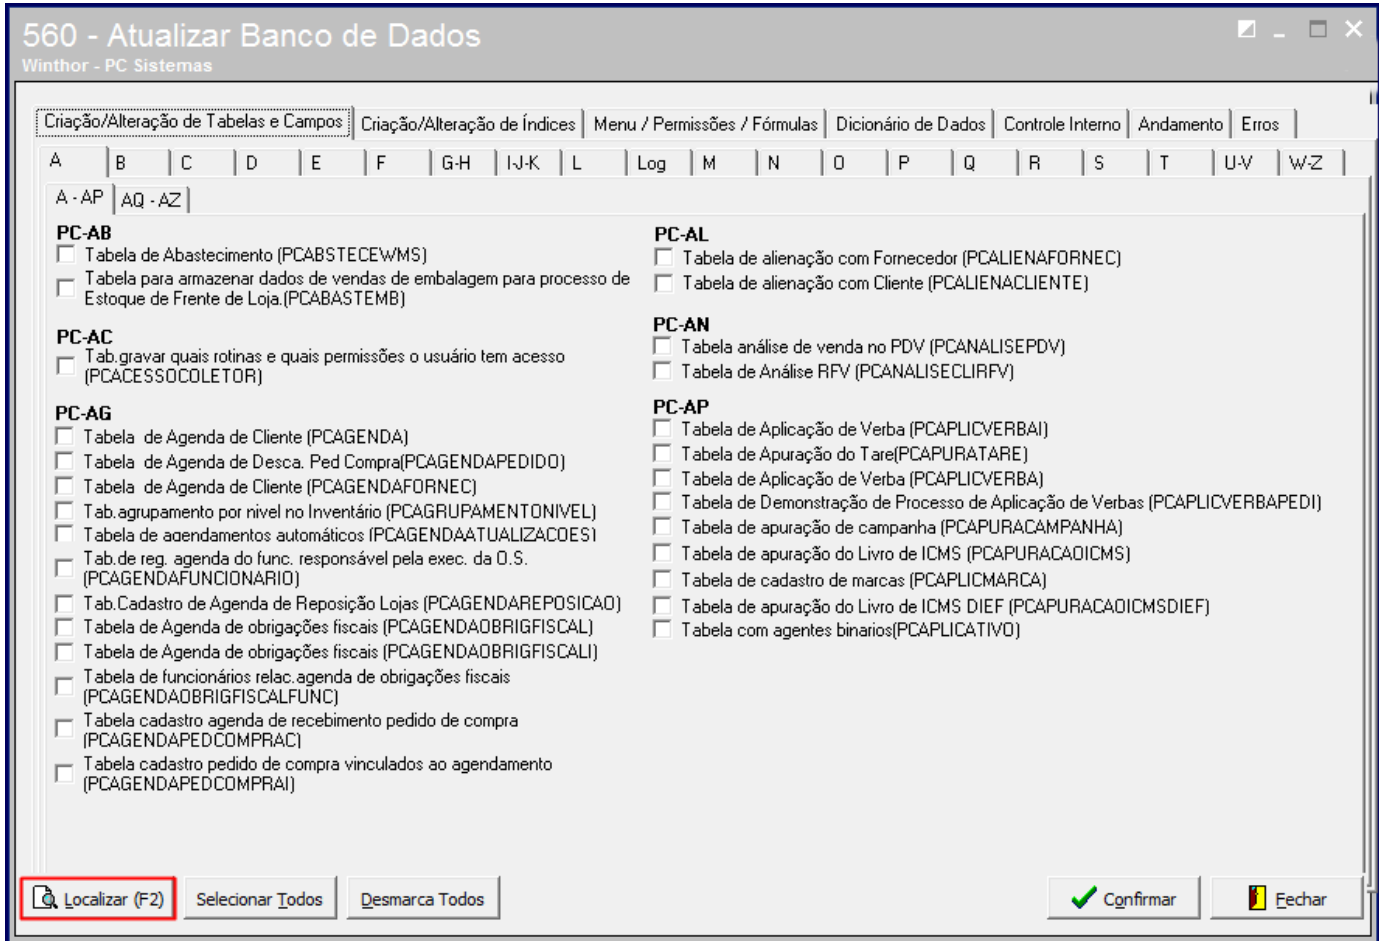 560 - Atualizar Banco de Dados
Winthor - PC Sistemas
Criação/Alteração de Tabelas e Campos Criação/Alteração de Índices Menu / Permissões / Fórmulas Dicionário de Dados Controle Interno Andamento Erros
A B C D E F G-H I-J-K L Log M N O P Q R S T U-V W-Z
A - AP AQ - AZ
PC-AB
Tabela de Abastecimento (PCABSTECEWMS)
Tabela para armazenar dados de vendas de embalagem para processo de
Estoque de Frente de Loja.(PCABASTEMB)
PC-AC
Tab.gravar quais rotinas e quais permissões o usuário tem acesso
(PCACESSOCOLETOR)
PC-AG
Tabela de Agenda de Cliente (PCAGENDA)
Tabela de Agenda de Desca. Ped Compra(PCAGENDAPEDIDO)
Tabela de Agenda de Cliente (PCAGENDAFORNEC)
Tab.agrupamento por nivel no Inventário (PCAGRUPAMENTONIVEL)
Tabela de agendamentos automáticos (PCAGENDAATUALIZACOES)
Tab.de reg. agenda do func. responsável pela exec. da O.S.
(PCAGENDAFUNCIONARIO)
Tab.Cadastro de Agenda de Reposição Lojas (PCAGENDAREPOSICAO)
Tabela de Agenda de obrigações fiscais (PCAGENDAOBRIGFISCAL)
Tabela de Agenda de obrigações fiscais (PCAGENDAOBRIGFISCALI)
Tabela de funcionários relac.agenda de obrigações fiscais
(PCAGENDAOBRIGFISCALFUNC)
Tabela cadastro agenda de recebimento pedido de compra
(PCAGENDAPEDCOMPRAC)
Tabela cadastro pedido de compra vinculados ao agendamento
(PCAGENDAPEDCOMPRAI)
PC-AL
Tabela de alienação com Fornecedor (PCALIENAFORNEC)
Tabela de alienação com Cliente (PCALIENACLIENTE)
PC-AN
Tabela análise de venda no PDV (PCANALISEPDV)
Tabela de Análise RFV (PCANALISECLIRFV)
PC-AP
Tabela de Aplicação de Verba (PCAPLICVERBAI)
Tabela de Apuração do Tare(PCAPURATARE)
Tabela de Aplicação de Verba (PCAPLICVERBA)
Tabela de Demonstração de Processo de Aplicação de Verbas (PCAPLICVERBAPEDI)
Tabela de apuração de campanha (PCAPURACAMPANHA)
Tabela de apuração do Livro de ICMS (PCAPURACAOICMS)
Tabela de cadastro de marcas (PCAPLICMARCA)
Tabela de apuração do Livro de ICMS DIEF (PCAPURACAOICMSDIEF)
Tabela com agentes binarios(PCAPLICATIVO)
Localizar (F2) Selecionar Todos Desmarca Todos Confirmar Fechar